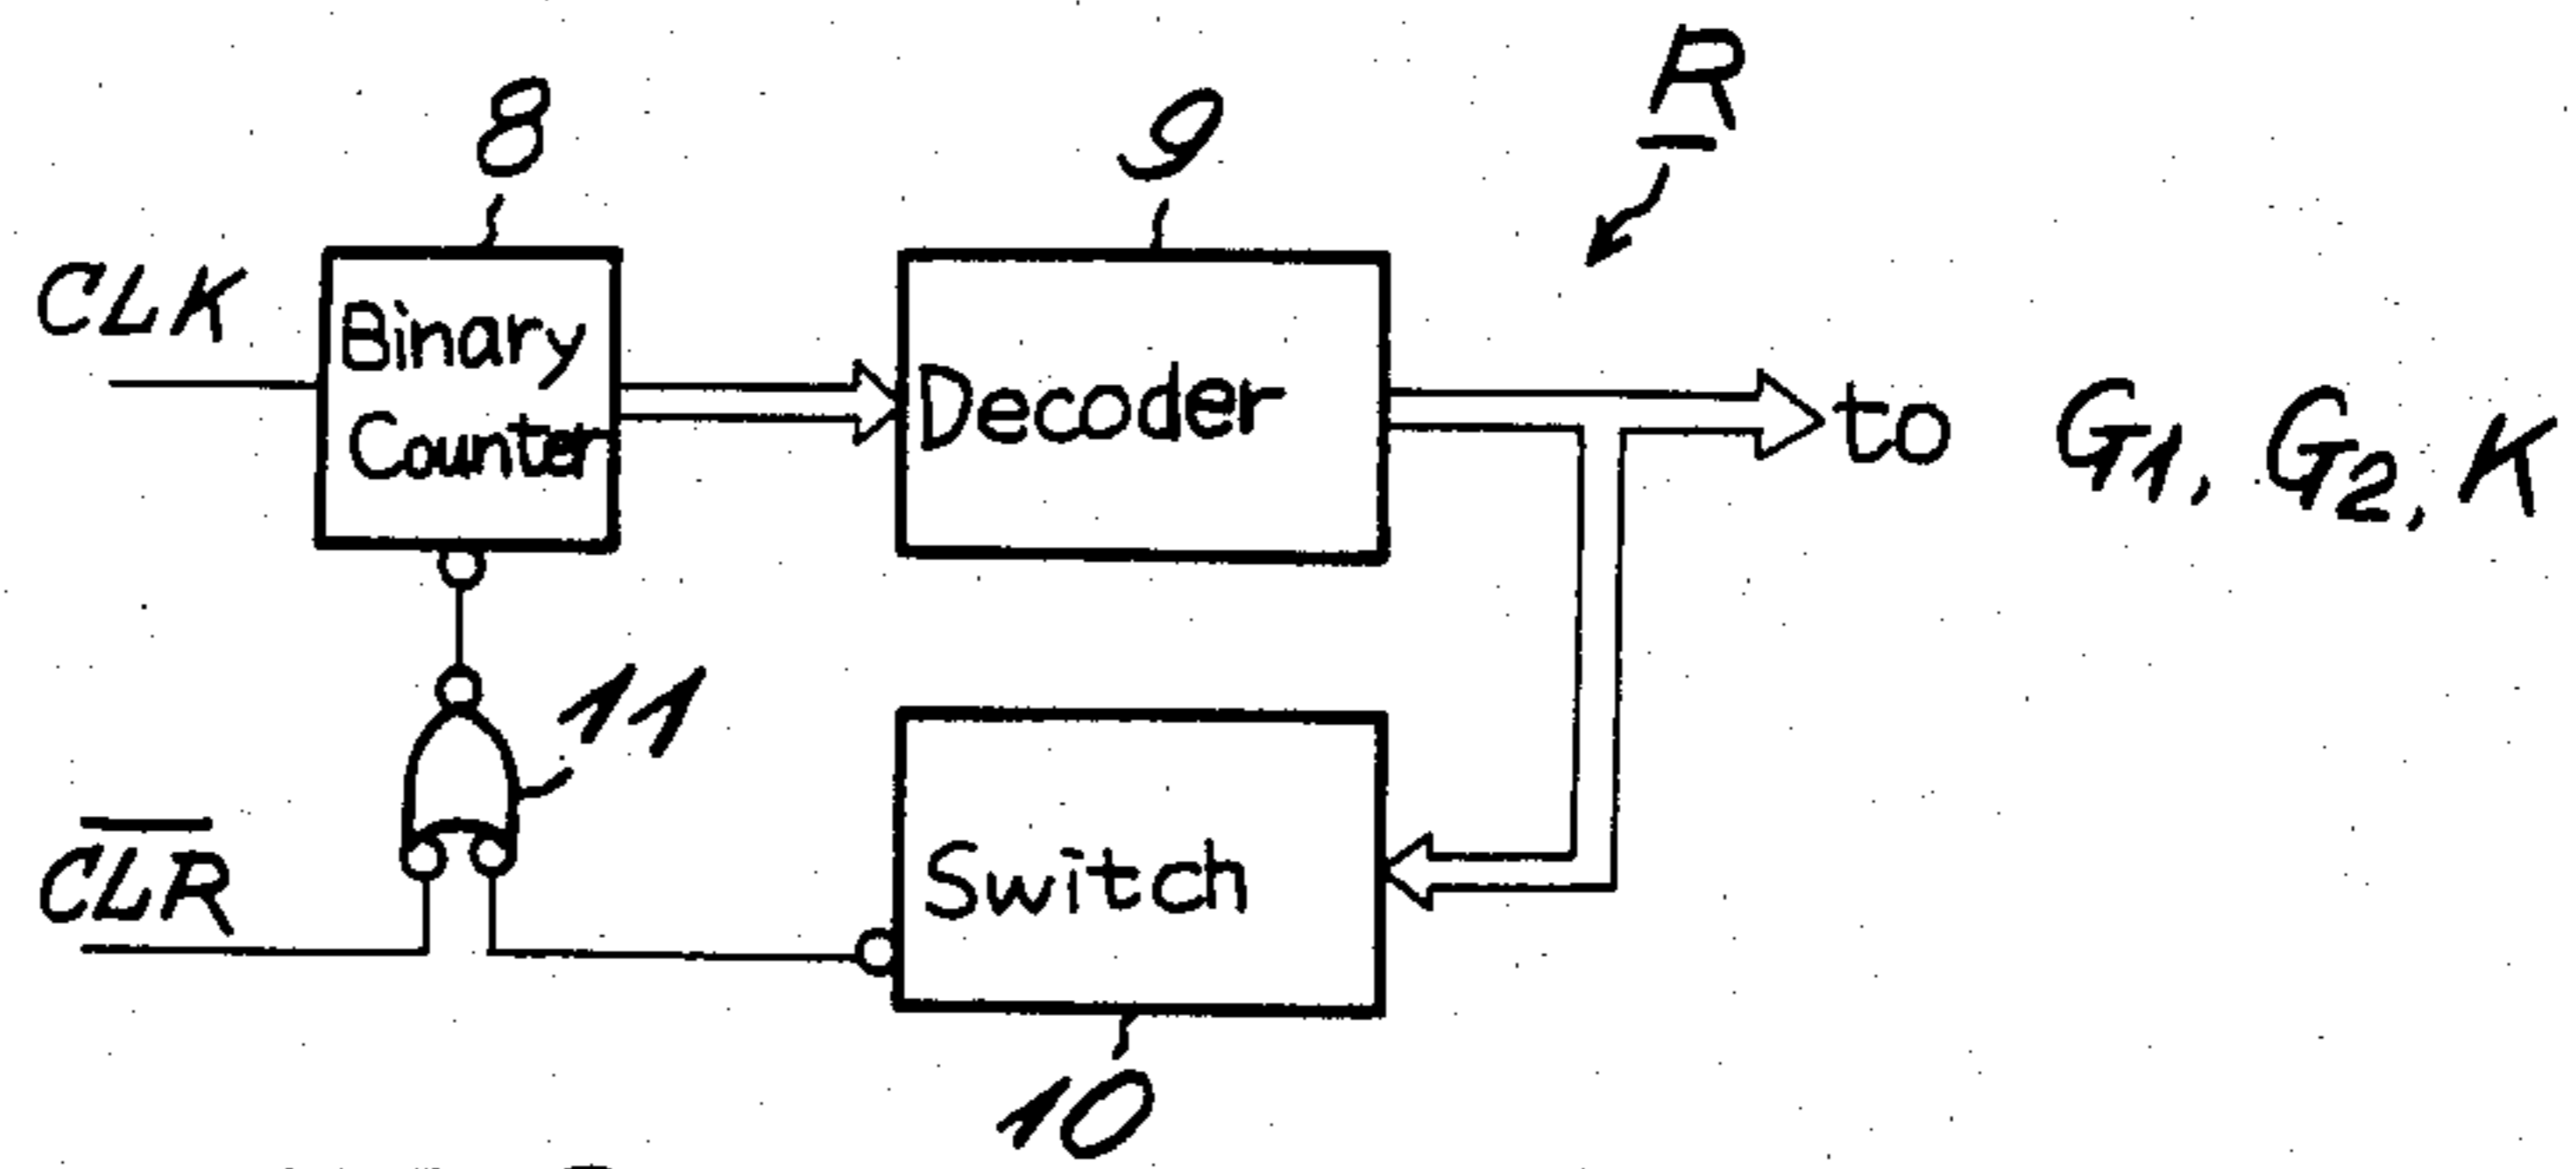 8
9
R
CLK
Binary
Counter
Decoder
to G1, G2, K
11
CLR
Switch
10